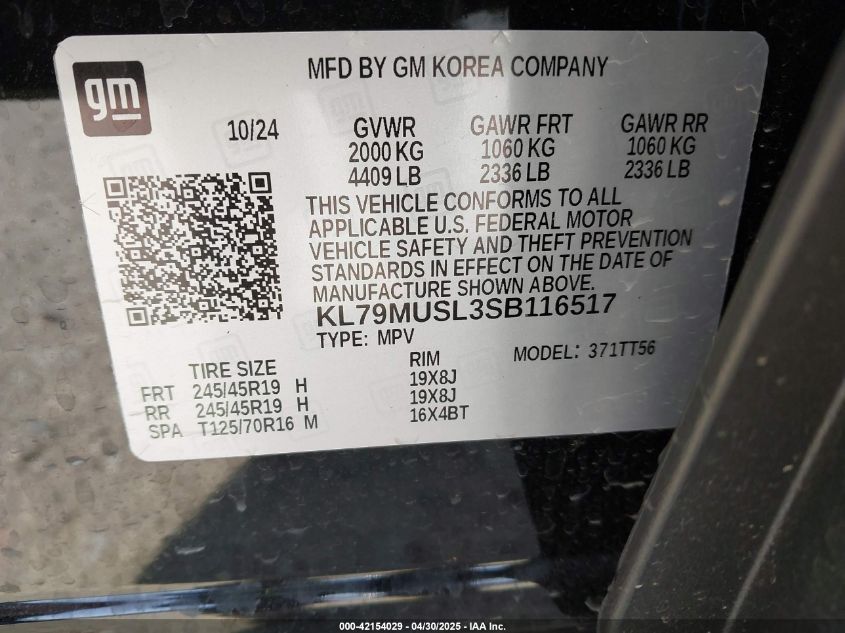 gm
MFD BY GM KOREA COMPANY
10/24
GVWR GAWR FRT GAWR RR
2000 KG 1060 KG 1060 KG
4409 LB 2336 LB 2336 LB
THIS VEHICLE CONFORMS TO ALL
APPLICABLE U.S. FEDERAL MOTOR
VEHICLE SAFETY AND THEFT PREVENTION
STANDARDS IN EFFECT ON THE DATE OF
MANUFACTURE SHOWN ABOVE.
KL79MUSL3SB116517
TYPE: MPV
MODEL: 371TT56
TIRE SIZE RIM
FRT 245/45R19 H 19X8J
RR 245/45R19 H 19X8J
SPA T125/70R16 M 16X4BT
000-42154029 - 04/30/2025 - IAA Inc.